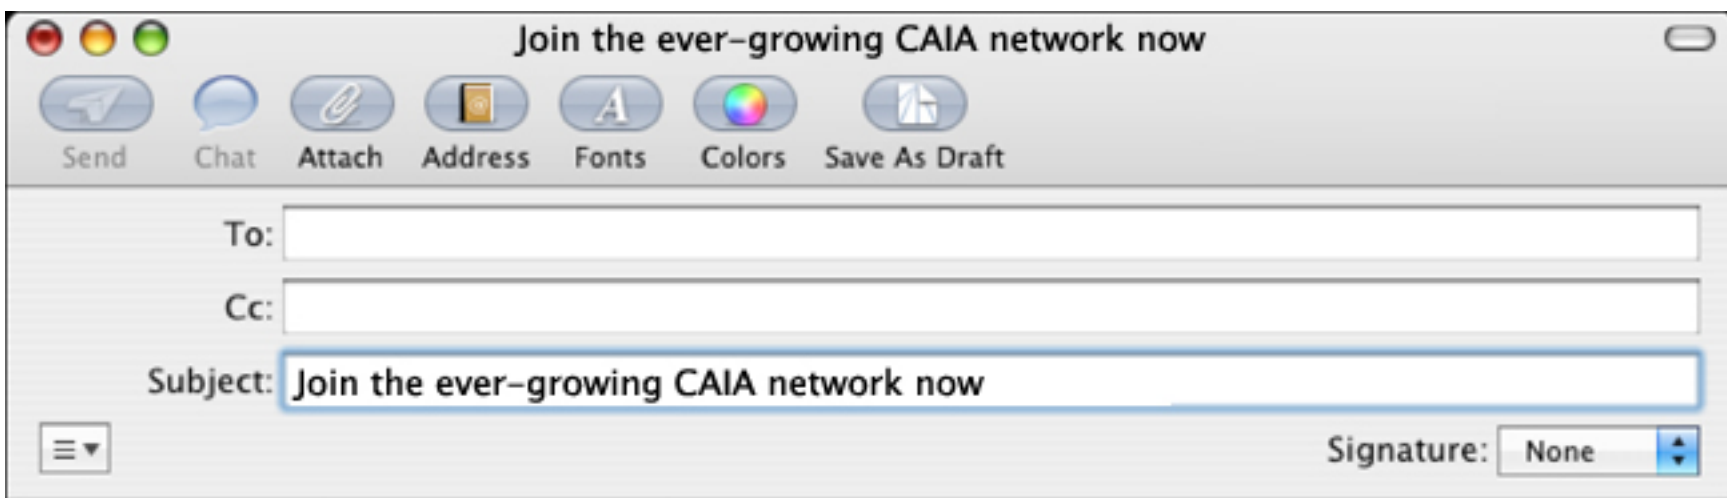 Join the ever-growing CAIA network now
Send Chat Attach Address Fonts Colors Save As Draft
To:
Cc:
Subject: Join the ever-growing CAIA network now
Signature: None